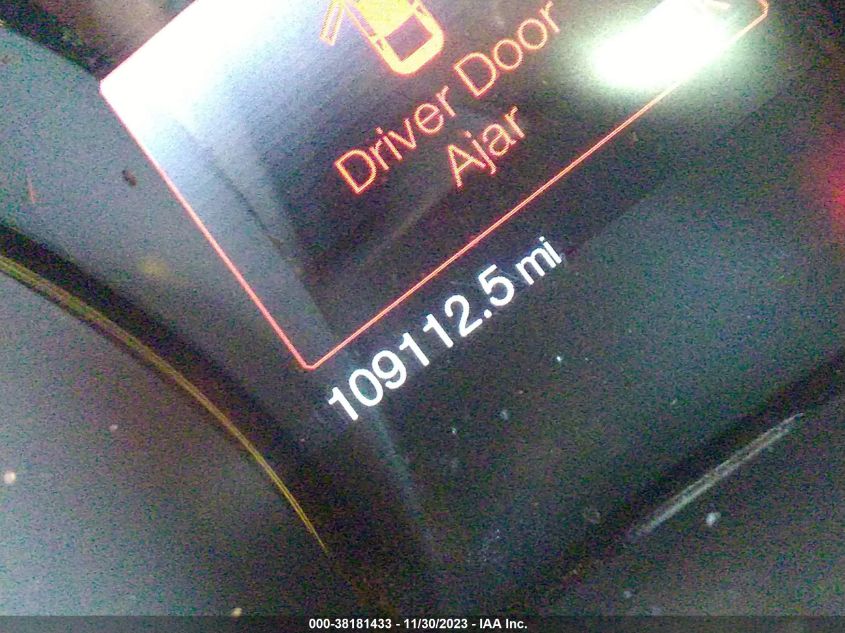 Driver Door
Ajar
109112.5 mi
000-38181433 - 11/30/2023 - IAA Inc.